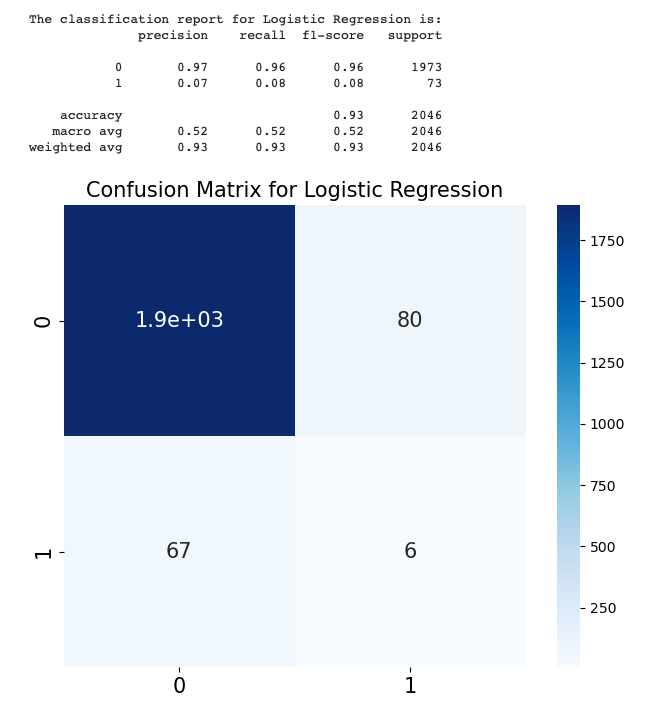 The classification report for Logistic Regression is:
precision recall f1-score support
0 0.97 0.96 0.96 1973
1 0.07 0.08 0.08 73
accuracy 0.93 2046
macro avg 0.52 0.52 0.52 2046
weighted avg 0.93 0.93 0.93 2046
Confusion Matrix for Logistic Regression
1750
1500
1250
1000
750
500
250
0 1.9e+03 80
1 67 6
0 1